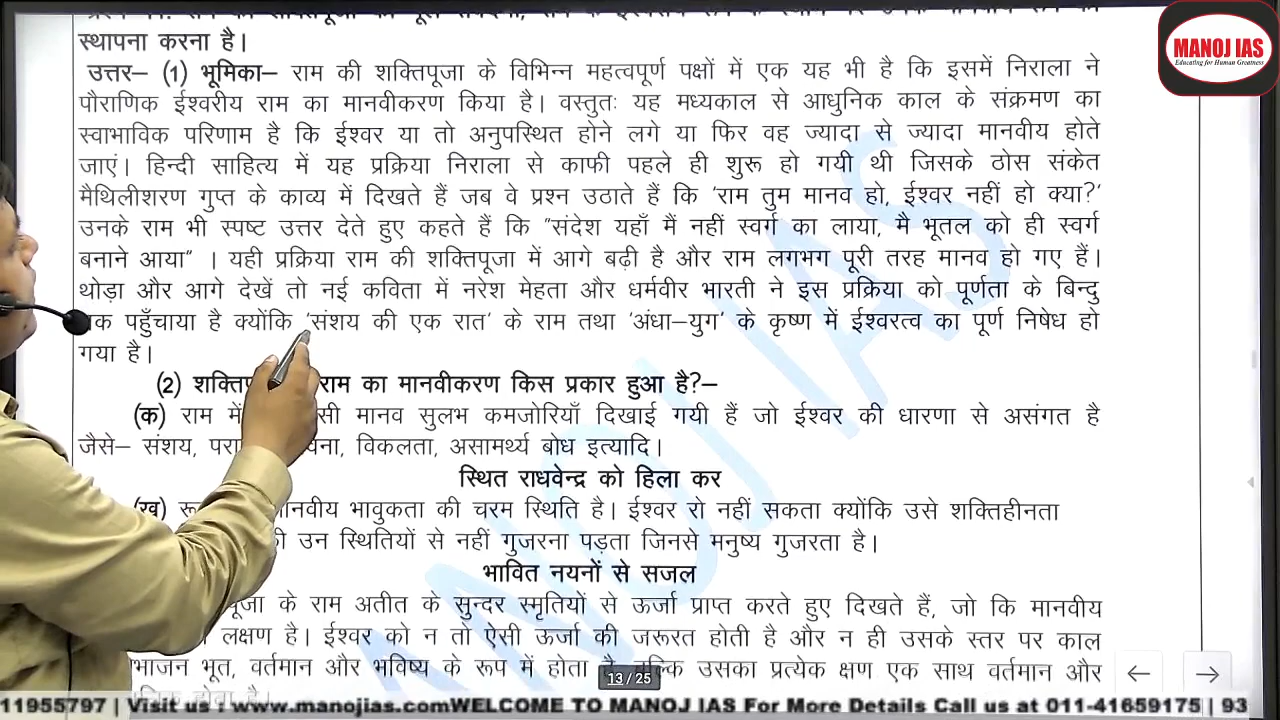 स्थापना करना है।
MANOJ IAS
Educating for Human Greatness
उत्तर– (1) भूमिका– राम की शक्तिपूजा के विभिन्न महत्वपूर्ण पक्षों में एक यह भी है कि इसमें निराला ने
पौराणिक ईश्वरीय राम का मानवीकरण किया है। वस्तुतः यह मध्यकाल से आधुनिक काल के संक्रमण का
स्वाभाविक परिणाम है कि ईश्वर या तो अनुपस्थित होने लगे या फिर वह ज्यादा से ज्यादा मानवीय होते
जाएं। हिन्दी साहित्य में यह प्रक्रिया निराला से काफी पहले ही शुरू हो गयी थी जिसके ठोस संकेत
मैथिलीशरण गुप्त के काव्य में दिखते हैं जब वे प्रश्न उठाते हैं कि 'राम तुम मानव हो, ईश्वर नहीं हो क्या?'
उनके राम भी स्पष्ट उत्तर देते हुए कहते हैं कि "संदेश यहाँ मैं नहीं स्वर्ग का लाया, मै भूतल को ही स्वर्ग
बनाने आया" । यही प्रक्रिया राम की शक्तिपूजा में आगे बढ़ी है और राम लगभग पूरी तरह मानव हो गए हैं।
थोड़ा और आगे देखें तो नई कविता में नरेश मेहता और धर्मवीर भारती ने इस प्रक्रिया को पूर्णता के बिन्दु
पहुँचाया है क्योंकि 'संशय की एक रात' के राम तथा 'अंधा–युग' के कृष्ण में ईश्वरत्व का पूर्ण निषेध हो
गया है।
(2) राम का मानवीकरण किस प्रकार हुआ है?–
(क) राम में मानव सुलभ कमजोरियाँ दिखाई गयी हैं जो ईश्वर की धारणा से असंगत है
जैसे– संशय, विकलता, असामर्थ्य बोध इत्यादि।
स्थित राधवेन्द्र को हिला कर
(ख) मानवीय भावुकता की चरम स्थिति है। ईश्वर रो नहीं सकता क्योंकि उसे शक्तिहीनता
उन स्थितियों से नहीं गुजरना पड़ता जिनसे मनुष्य गुजरता है।
भावित नयनों से सजल
के राम अतीत के सुन्दर स्मृतियों से ऊर्जा प्राप्त करते हुए दिखते हैं, जो कि मानवीय
लक्षण है। ईश्वर को न तो ऐसी ऊर्जा की जरूरत होती है और न ही उसके स्तर पर काल
भूत, वर्तमान और भविष्य के रूप में होता है, बल्कि उसका प्रत्येक क्षण एक साथ वर्तमान और
13 / 25
MANOJ IAS
11955797 | Visit us : www.manojias.comWELCOME TO MANOJ IAS For More Details Call us at 011-41659175 | 93